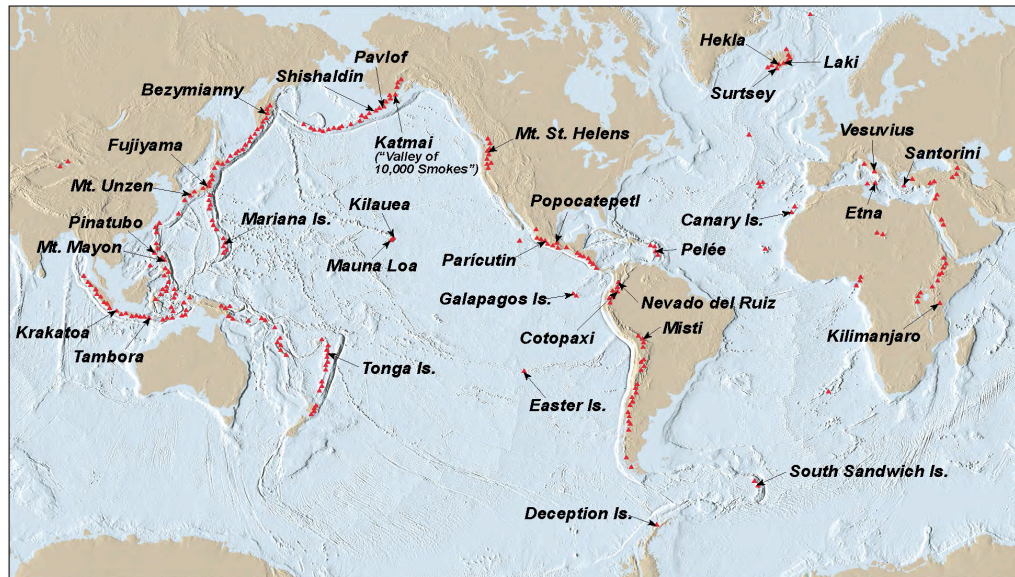 Hekla
Laki
Pavlof
Shishaldin
Surtsey
Bezymianny
Katmai
("Valley of
10,000 Smokes")
Mt. St. Helens
Vesuvius
Fujiyama
Santorini
Mt. Unzen
Popocatepetl
Kilauea
Canary Is.
Etna
Pinatubo
Mariana Is.
Mt. Mayon
Pelée
Mauna Loa
Parícutin
Galapagos Is.
Nevado del Ruiz
Krakatoa
Cotopaxi
Misti
Kilimanjaro
Tambora
Tonga Is.
Easter Is.
South Sandwich Is.
Deception Is.